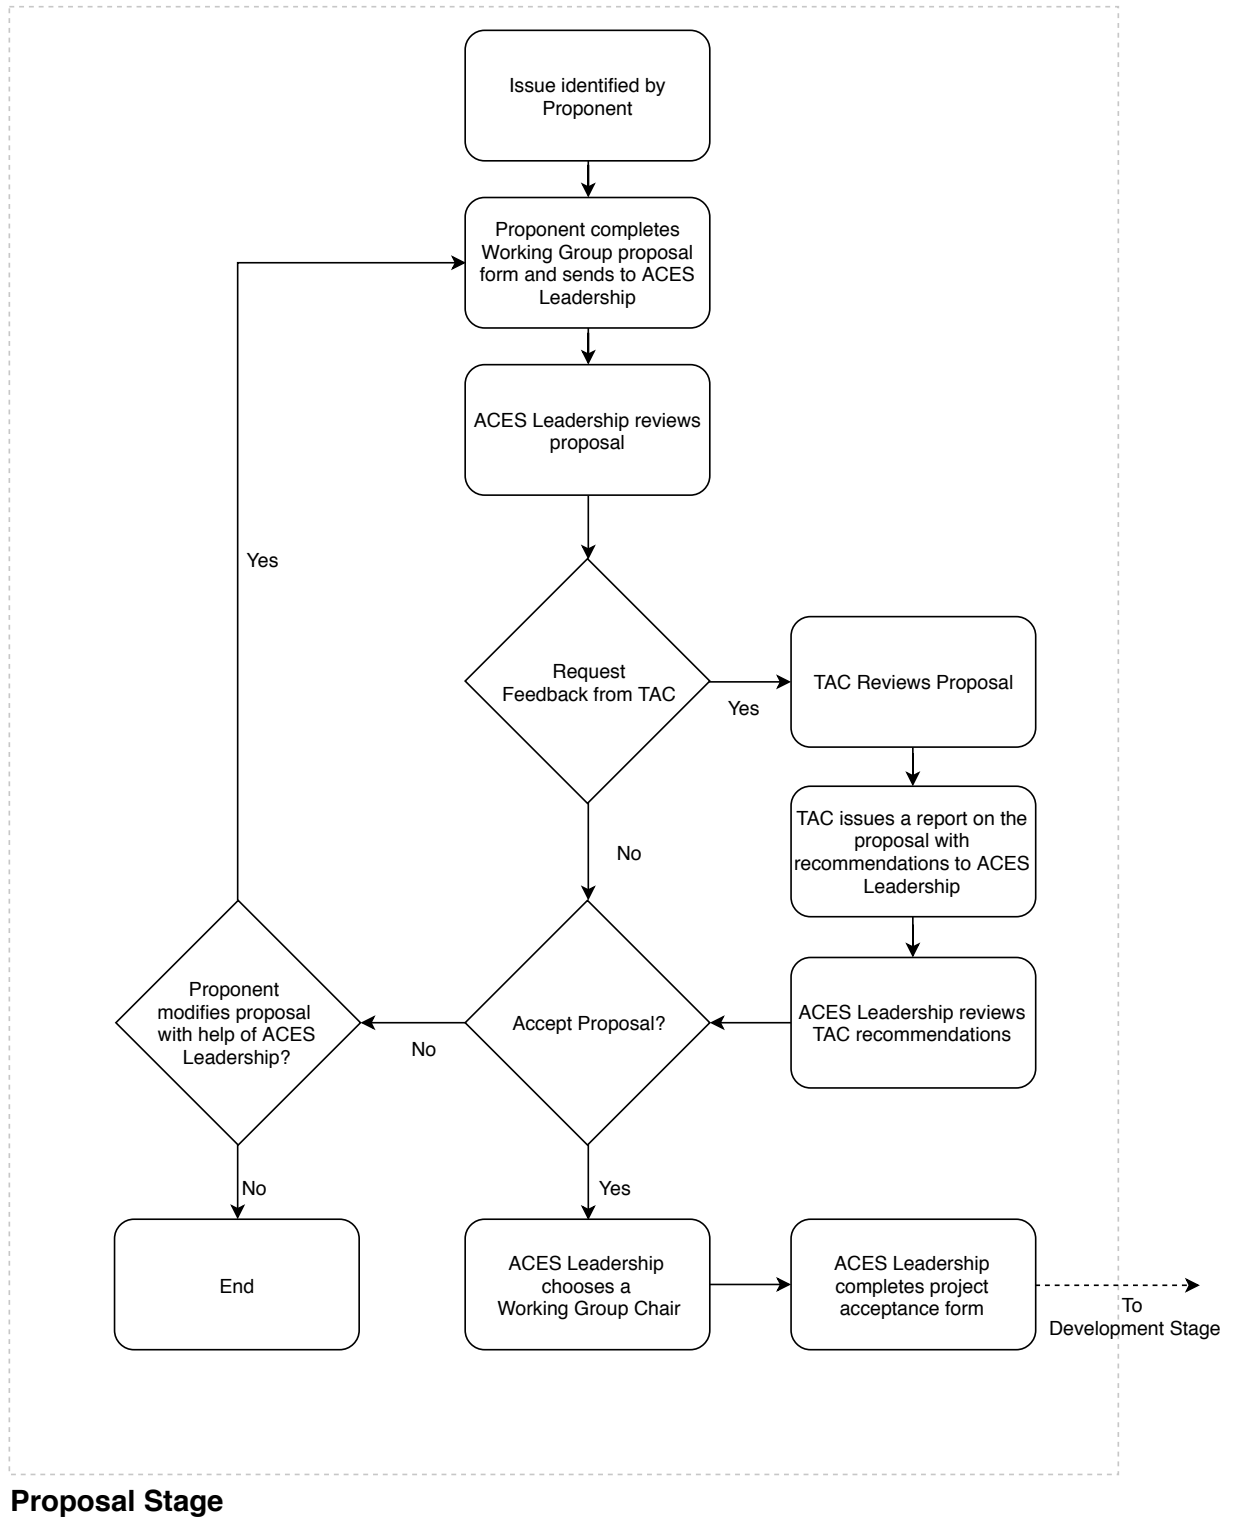 Issue identified by
Proponent
Proponent completes
Working Group proposal
form and sends to ACES
Leadership
ACES Leadership reviews
proposal
Yes
Request
Feedback from TAC
Yes
TAC Reviews Proposal
No
TAC issues a report on the
proposal with
recommendations to ACES
Leadership
Proponent
modifies proposal
with help of ACES
Leadership?
No
Accept Proposal?
ACES Leadership reviews
TAC recommendations
No
Yes
End
ACES Leadership
chooses a
Working Group Chair
ACES Leadership
completes project
acceptance form
To
Development Stage
Proposal Stage